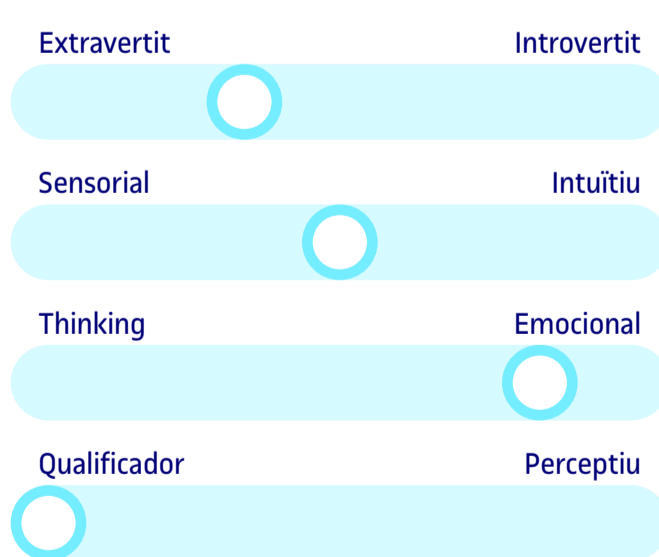 Extravertit Introvertit
Sensorial Intuïtiu
Thinking Emocional
Qualificador Perceptiu